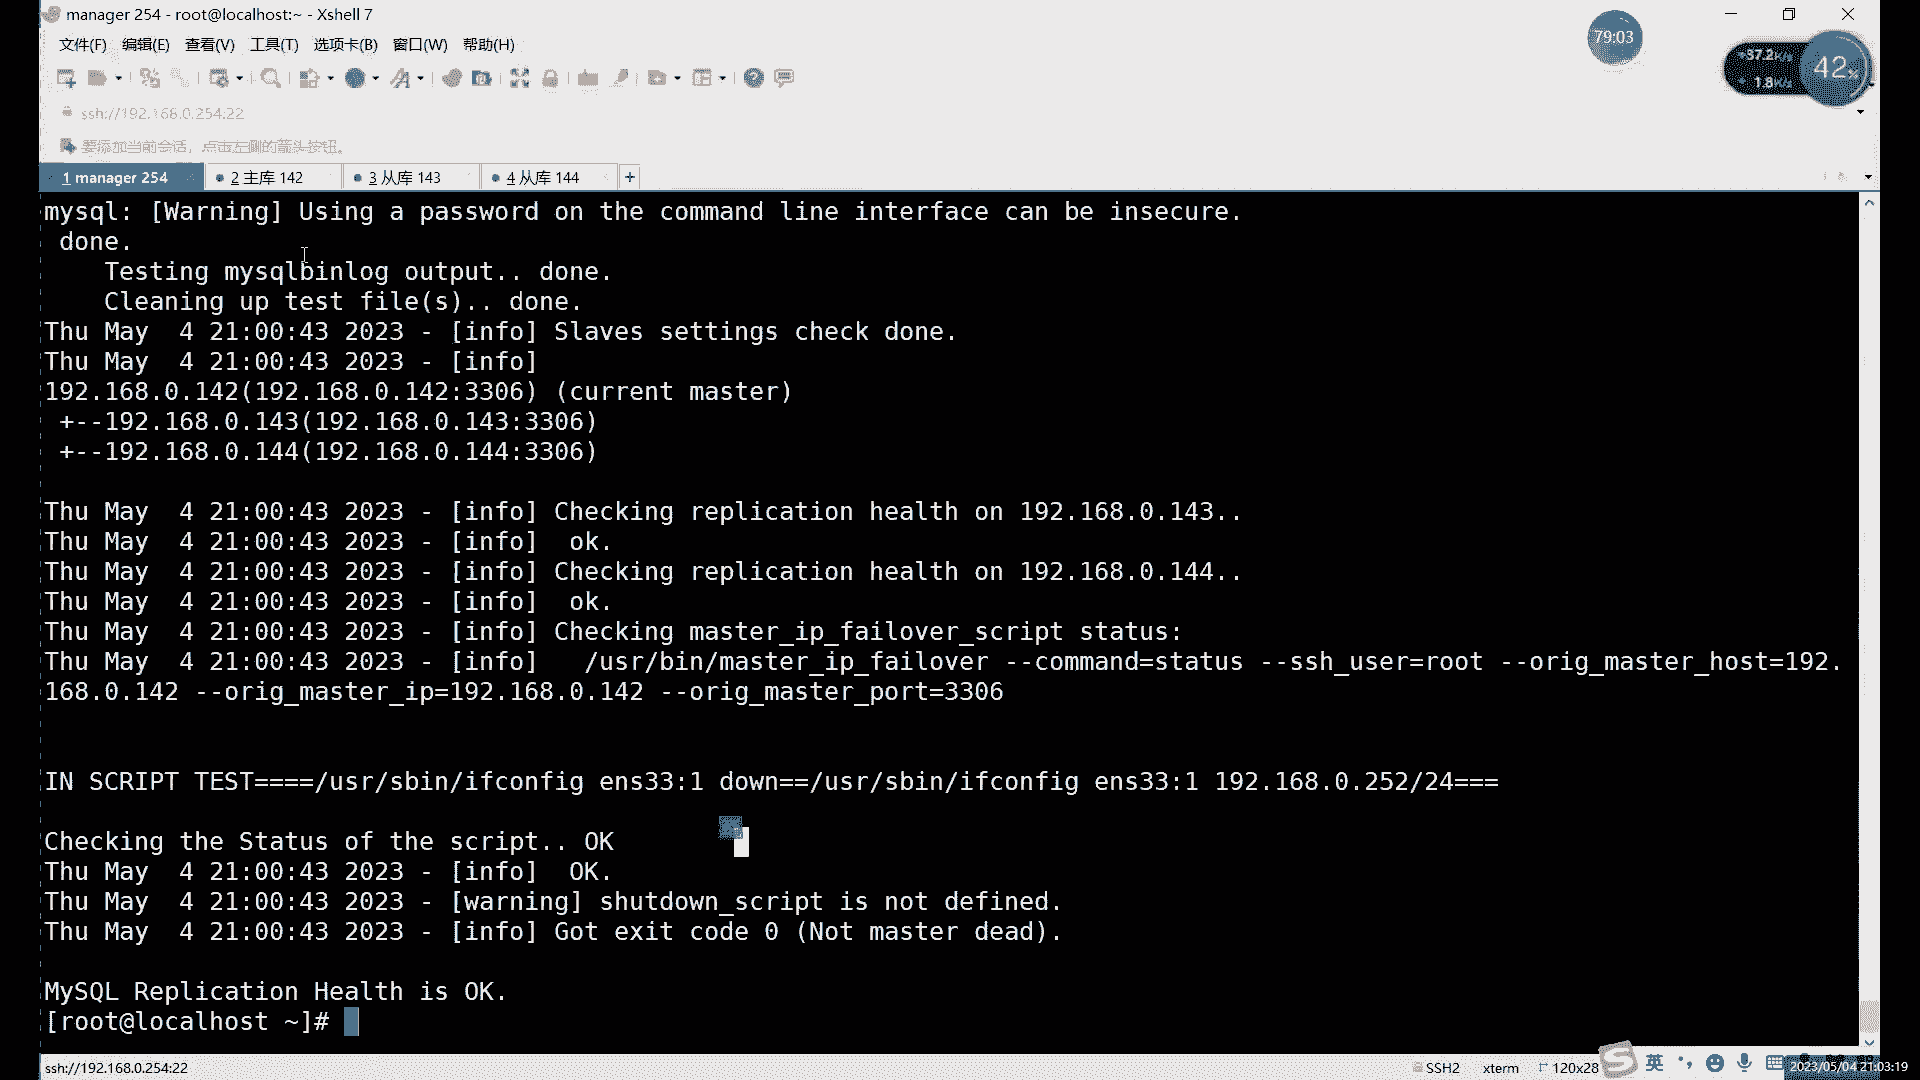 manager 254 - root@localhost:~ - Xshell 7
文件(F) 编辑(E) 查看(V) 工具(T) 选项卡(B) 窗口(W) 帮助(H)
79:03
37.2K/s
1.8K/s
42%
ssh://192.168.0.254:22
要添加当前会话，点击左侧的箭头按钮。
1 manager 254
2 主库 142
3 从库 143
4 从库 144
+
mysql: [Warning] Using a password on the command line interface can be insecure.
done.
Testing mysqlbinlog output.. done.
Cleaning up test file(s).. done.
Thu May  4 21:00:43 2023 - [info] Slaves settings check done.
Thu May  4 21:00:43 2023 - [info]
192.168.0.142(192.168.0.142:3306) (current master)
+--192.168.0.143(192.168.0.143:3306)
+--192.168.0.144(192.168.0.144:3306)
Thu May  4 21:00:43 2023 - [info] Checking replication health on 192.168.0.143..
Thu May  4 21:00:43 2023 - [info]  ok.
Thu May  4 21:00:43 2023 - [info] Checking replication health on 192.168.0.144..
Thu May  4 21:00:43 2023 - [info]  ok.
Thu May  4 21:00:43 2023 - [info] Checking master_ip_failover_script status:
Thu May  4 21:00:43 2023 - [info]   /usr/bin/master_ip_failover --command=status --ssh_user=root --orig_master_host=192.
168.0.142 --orig_master_ip=192.168.0.142 --orig_master_port=3306
IN SCRIPT TEST====/usr/sbin/ifconfig ens33:1 down==/usr/sbin/ifconfig ens33:1 192.168.0.252/24===
Checking the Status of the script.. OK
Thu May  4 21:00:43 2023 - [info]  OK.
Thu May  4 21:00:43 2023 - [warning] shutdown_script is not defined.
Thu May  4 21:00:43 2023 - [info] Got exit code 0 (Not master dead).
MySQL Replication Health is OK.
[root@localhost ~]#
ssh://192.168.0.254:22
SSH2
xterm
120x28
英
2023/05/04 21:03:19